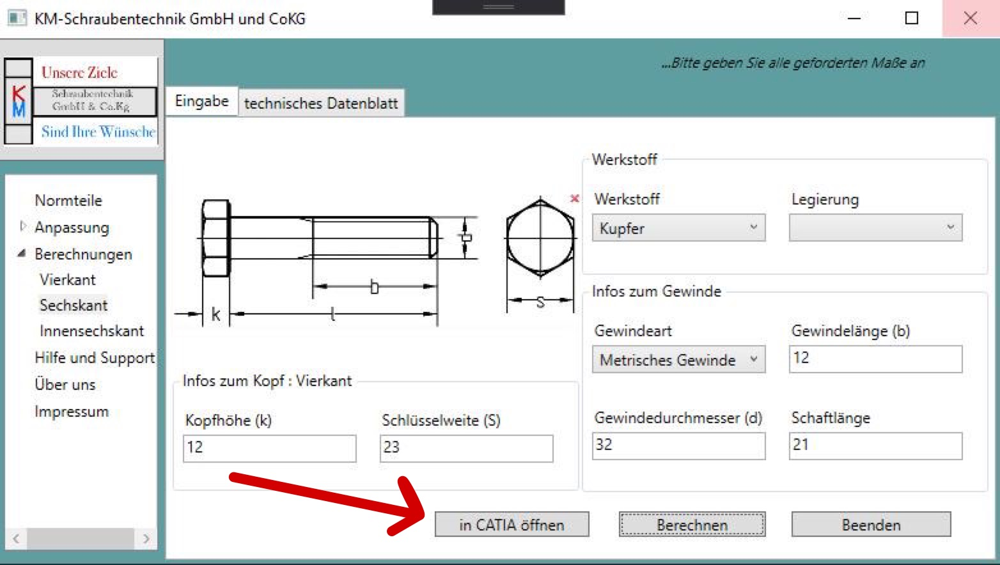 KM-Schraubentechnik GmbH und CoKG
...Bitte geben Sie alle geforderten Maße an
Unsere Ziele
KM
Schraubentechnik
GmbH & Co.Kg
Sind Ihre Wünsche
Eingabe
technisches Datenblatt
Normteile
Anpassung
Berechnungen
Vierkant
Sechskant
Innensechskant
Hilfe und Support
Über uns
Impressum
d
b
k
l
S
Werkstoff
Werkstoff
Legierung
Kupfer
Infos zum Gewinde
Gewindeart
Gewindelänge (b)
Metrisches Gewinde
12
Gewindedurchmesser (d)
Schaftlänge
32
21
Infos zum Kopf : Vierkant
Kopfhöhe (k)
Schlüsselweite (S)
12
23
in CATIA öffnen
Berechnen
Beenden